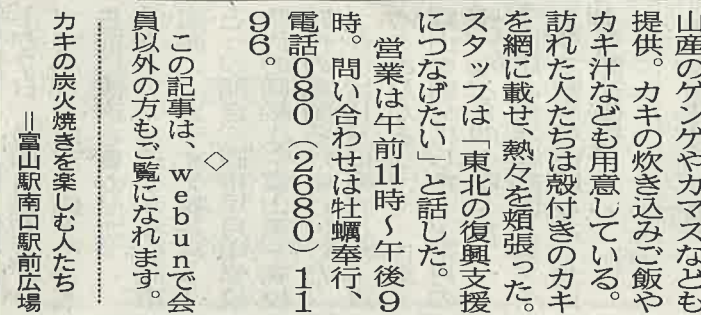 山産のゲンゲやカマスなども
提供。カキの炊き込みご飯や
カキ汁なども用意している。
訪れた人たちは殻付きのカキ
を網に載せ、熱々を頰張った。
スタッフは「東北の復興支援
につなげたい」と話した。
営業は午前11時～午後9
時。問い合わせは牡蠣奉行、
電話080(2680)11
96。
◇
この記事は、webunで会
員以外の方もご覧になれます。
カキの炭火焼きを楽しむ人たち
=富山駅南口駅前広場